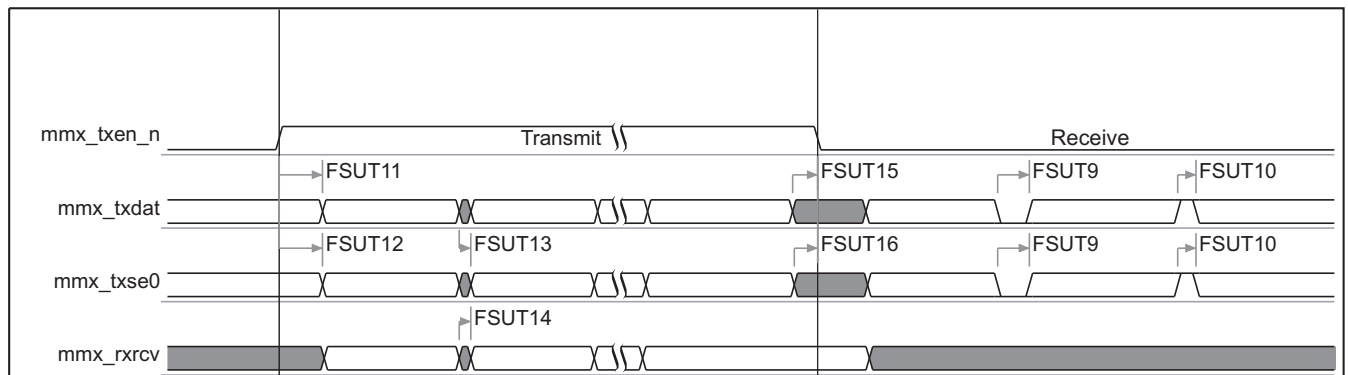 mmx_txen_n
Transmit
Receive
FSUT11
FSUT15
FSUT9
FSUT10
mmx_txdat
FSUT12
FSUT13
FSUT16
FSUT9
FSUT10
mmx_txse0
FSUT14
mmx_rxrcv